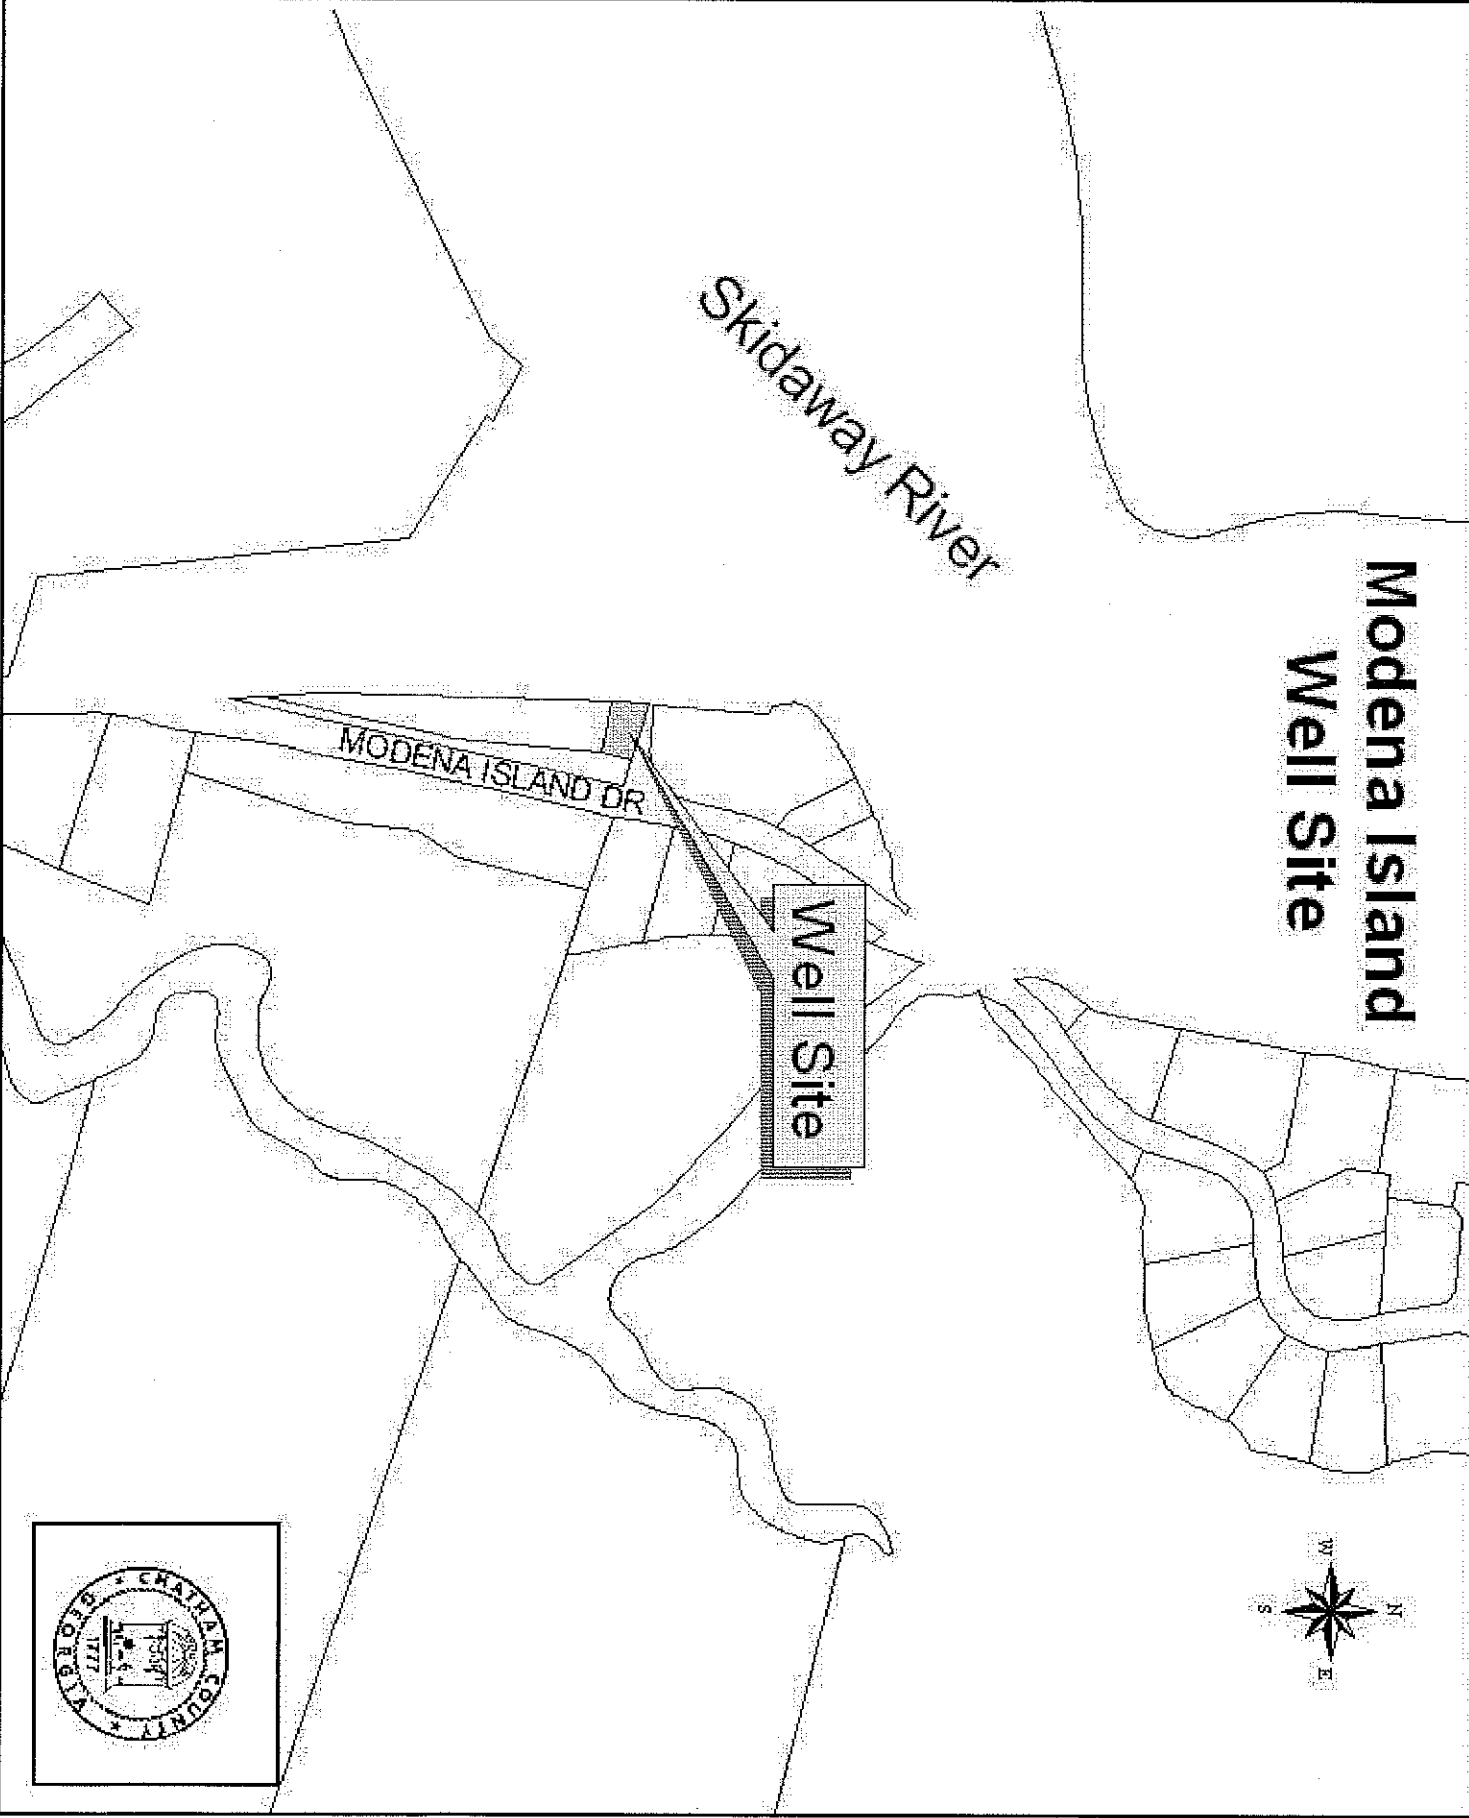 Modena Island
Well Site
N
W
E
S
Skidaway River
Well Site
MODENA ISLAND DR
CHATHAM COUNTY
GEORGIA
1777